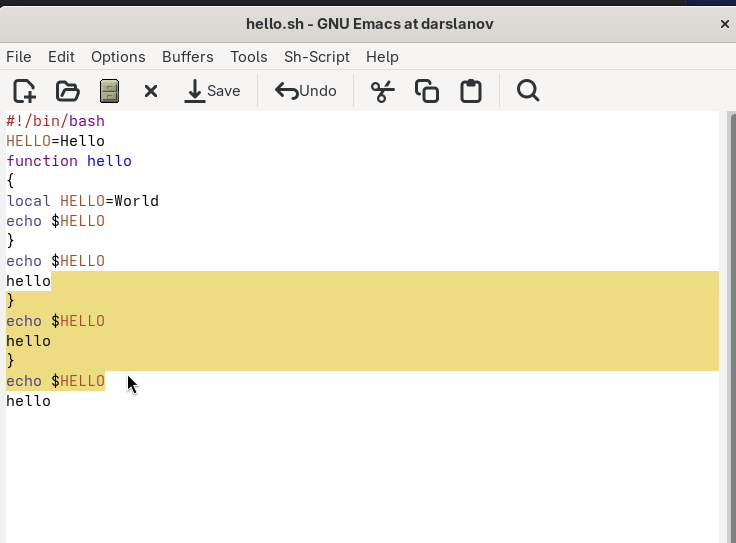 hello.sh - GNU Emacs at darslanov
File Edit Options Buffers Tools Sh-Script Help
Save Undo
#!/bin/bash
HELLO=Hello
function hello
{
local HELLO=World
echo $HELLO
}
echo $HELLO
hello
}
echo $HELLO
hello
}
echo $HELLO
hello